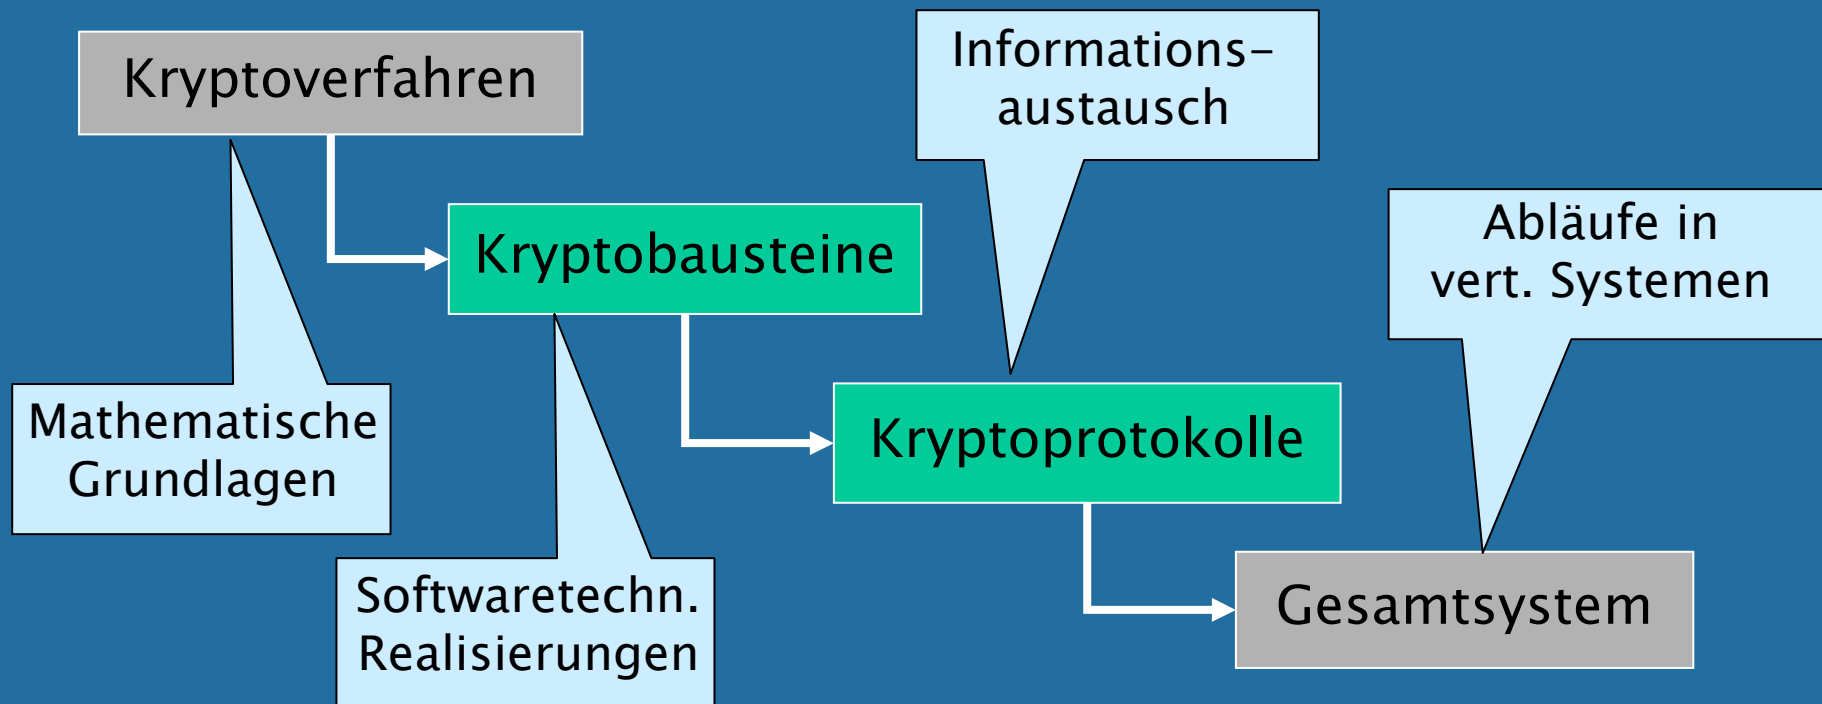 Kryptoverfahren
Informations-
austausch
Kryptobausteine
Abläufe in
vert. Systemen
Mathematische
Grundlagen
Kryptoprotokolle
Softwaretechn.
Realisierungen
Gesamtsystem